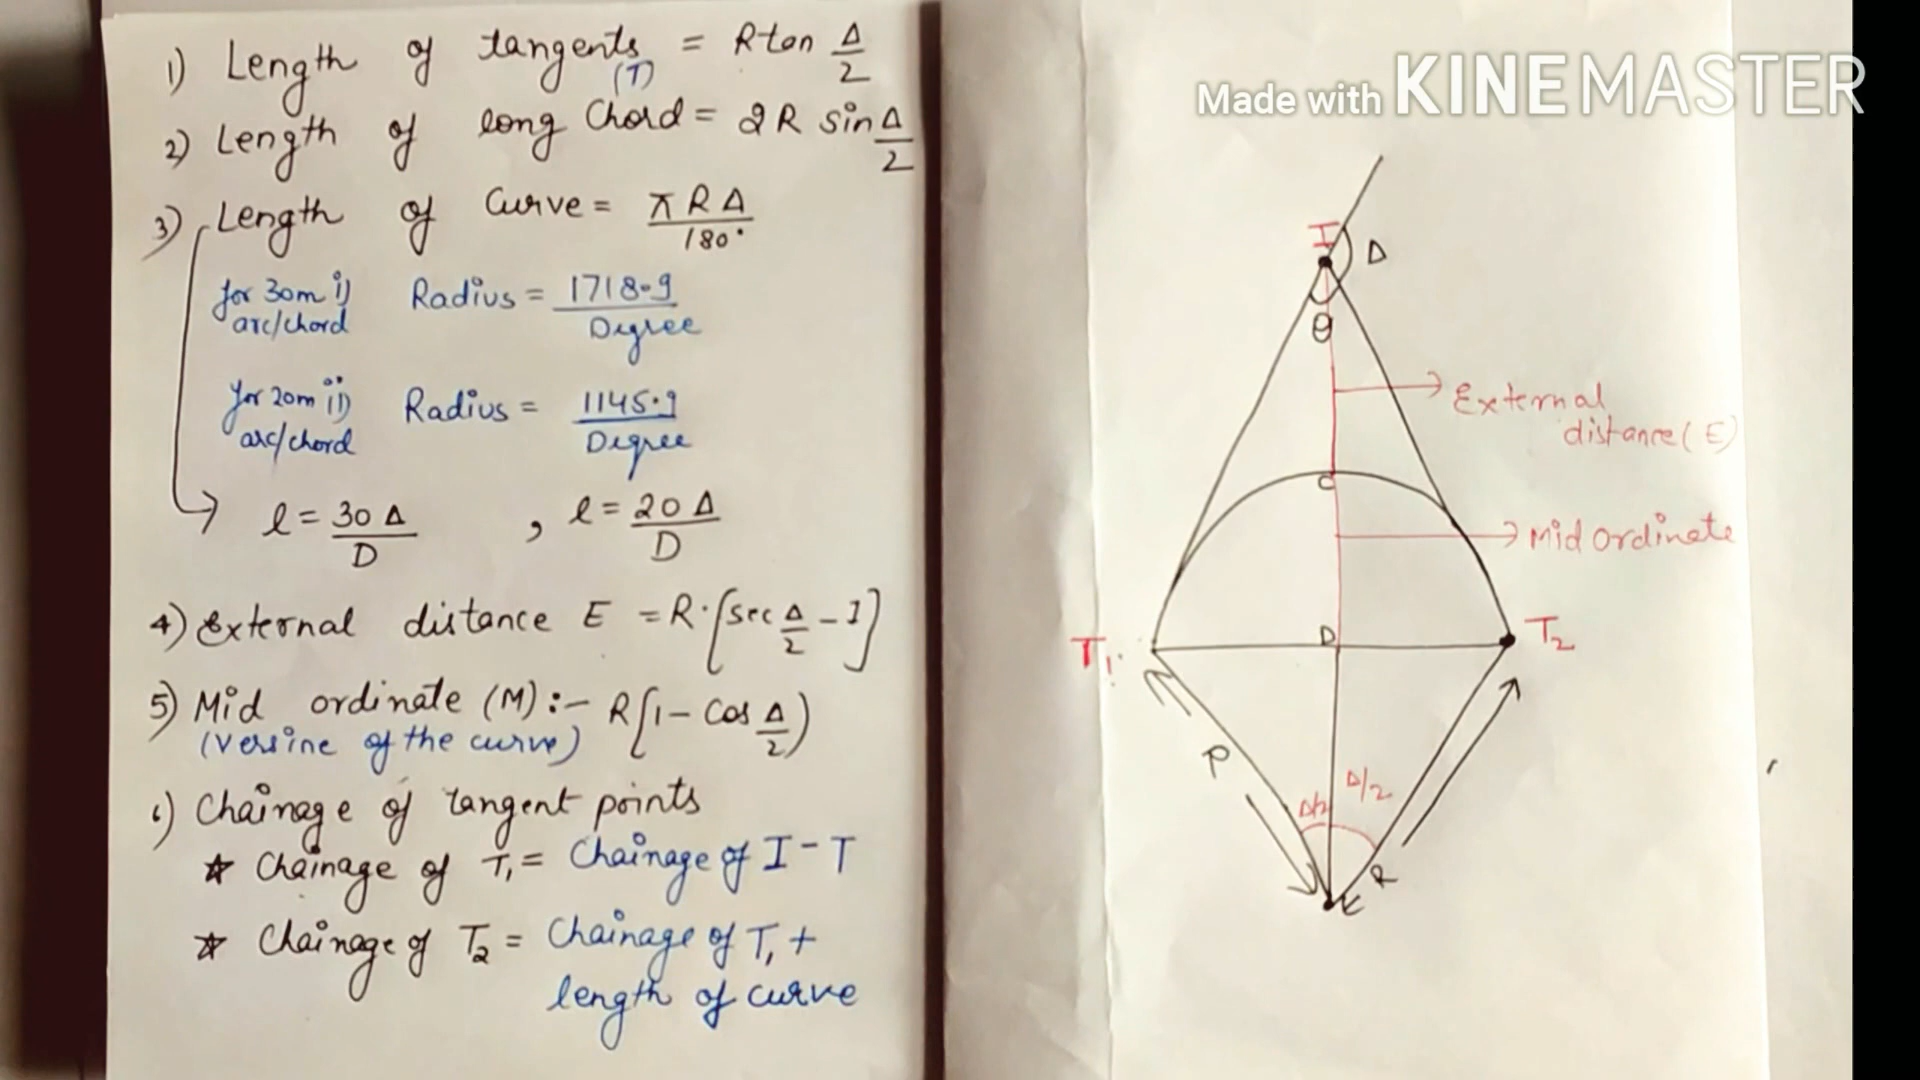 1) Length of tangents = R tan Δ/2
(T)
2) Length of long Chord = 2R sin Δ/2
3) Length of Curve = πRΔ/180°
for 30m i) Radius = 1718.9/Degree
arc/chord
for 20m ii) Radius = 1145.9/Degree
arc/chord
l = 30Δ/D , l = 20Δ/D
4) External distance E = R.[sec Δ/2 - 1]
5) Mid ordinate (M):- R[1 - Cos Δ/2)
(Versine of the curve)
6) Chainage of tangent points
* Chainage of T1 = Chainage of I - T
* Chainage of T2 = Chainage of T1 +
length of curve
Made with KINEMASTER
I
Δ
θ
External
distance (E)
C
Mid ordinate
D
T1
T2
R
Δ/2
Δ/2
R